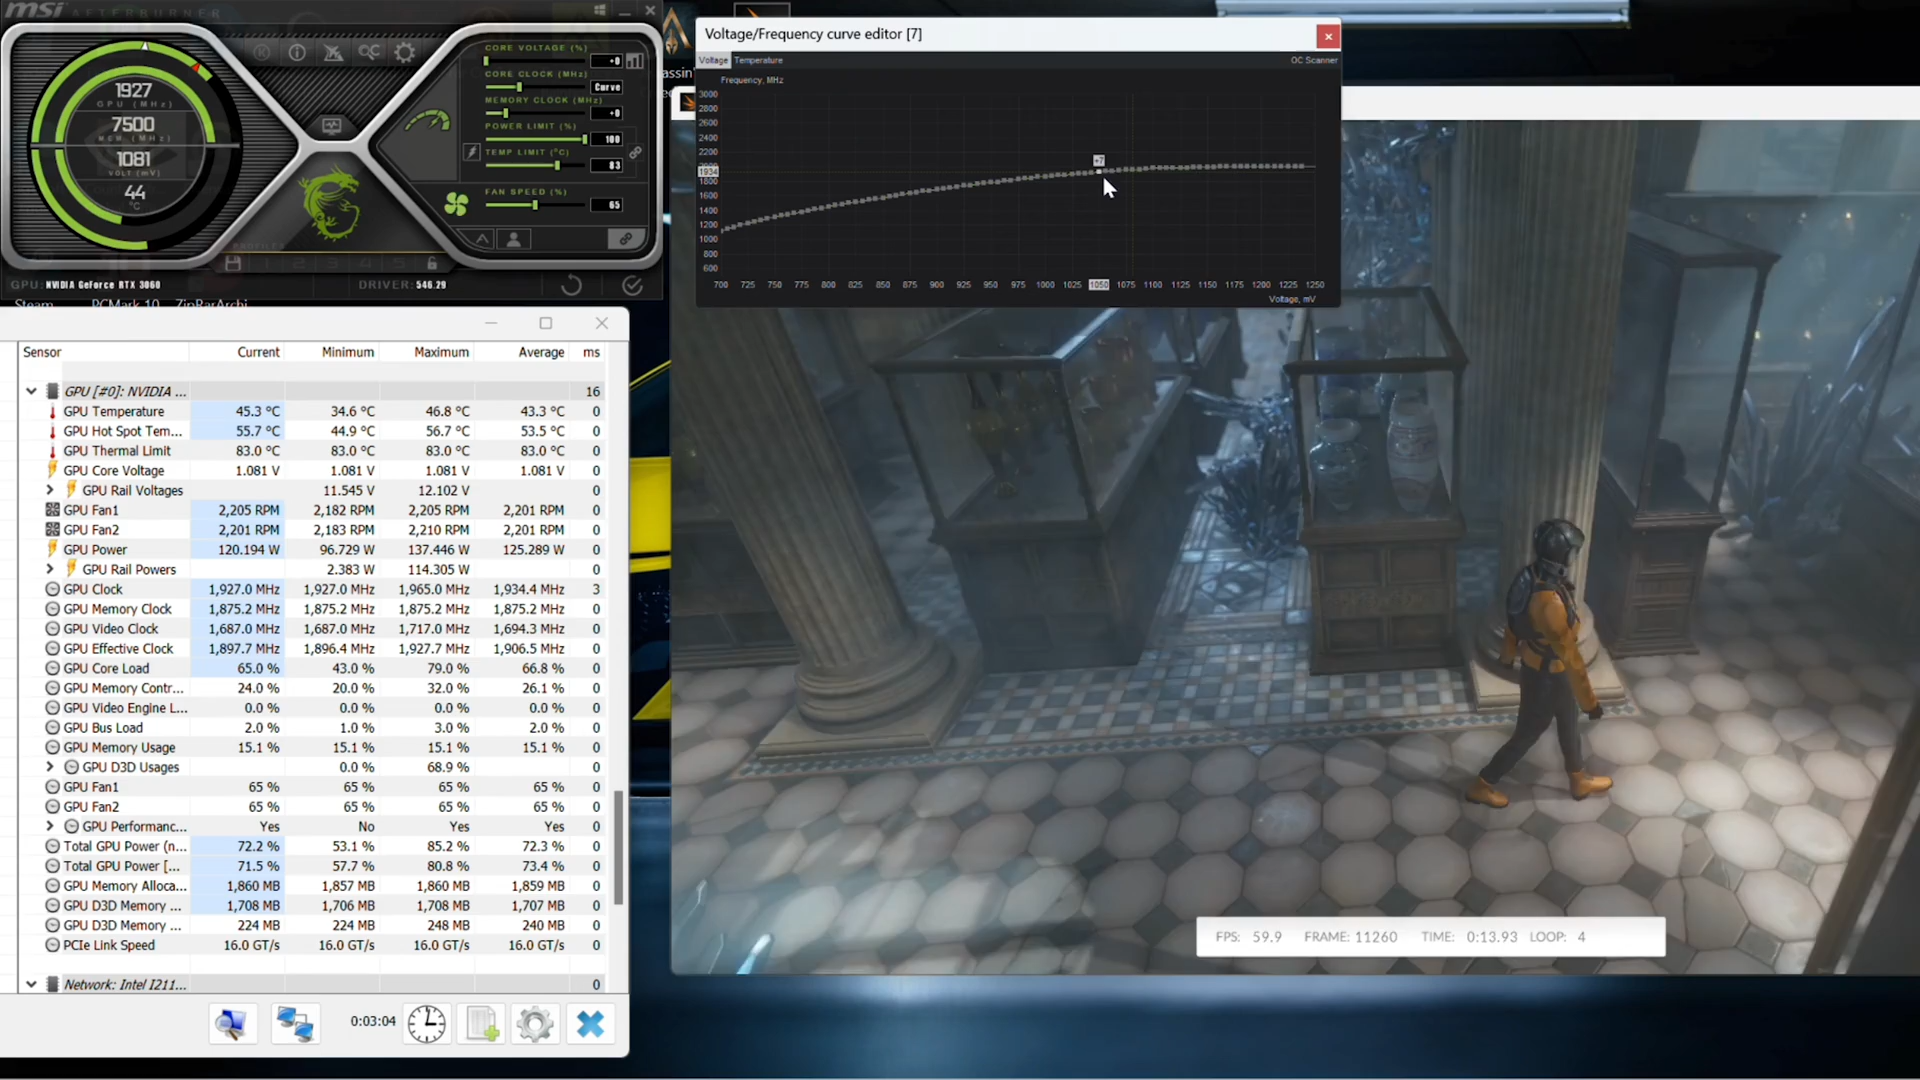 msi AFTERBURNER
1927
GPU (MHz)
7500
MEM (MHz)
1081
VOLT (MV)
44
°C
CORE VOLTAGE (%)
+0
CORE CLOCK (MHz)
Curve
MEMORY CLOCK (MHz)
+0
POWER LIMIT (%)
100
TEMP LIMIT (°C)
83
FAN SPEED (%)
65
PROFILES
1 2 3 4 5
GPU: NVIDIA GeForce RTX 3060
DRIVER: 546.29
Steam PCMark 10 ZipRarArchi
assin'
Voltage/Frequency curve editor [7]
Voltage Temperature OC Scanner
Frequency, MHz
3000
2800
2600
2400
2200
1934
1800
1600
1400
1200
1000
800
600
+7
700 725 750 775 800 825 850 875 900 925 950 975 1000 1025 1050 1075 1100 1125 1150 1175 1200 1225 1250
Voltage, mV
Sensor Current Minimum Maximum Average ms
GPU [#0]: NVIDIA ... 16
GPU Temperature 45.3 °C 34.6 °C 46.8 °C 43.3 °C 0
GPU Hot Spot Tem... 55.7 °C 44.9 °C 56.7 °C 53.5 °C 0
GPU Thermal Limit 83.0 °C 83.0 °C 83.0 °C 83.0 °C 0
GPU Core Voltage 1.081 V 1.081 V 1.081 V 1.081 V 0
GPU Rail Voltages 11.545 V 12.102 V 0
GPU Fan1 2,205 RPM 2,182 RPM 2,205 RPM 2,201 RPM 0
GPU Fan2 2,201 RPM 2,183 RPM 2,210 RPM 2,201 RPM 0
GPU Power 120.194 W 96.729 W 137.446 W 125.289 W 0
GPU Rail Powers 2.383 W 114.305 W 0
GPU Clock 1,927.0 MHz 1,927.0 MHz 1,965.0 MHz 1,934.4 MHz 3
GPU Memory Clock 1,875.2 MHz 1,875.2 MHz 1,875.2 MHz 1,875.2 MHz 0
GPU Video Clock 1,687.0 MHz 1,687.0 MHz 1,717.0 MHz 1,694.3 MHz 0
GPU Effective Clock 1,897.7 MHz 1,896.4 MHz 1,927.7 MHz 1,906.5 MHz 0
GPU Core Load 65.0 % 43.0 % 79.0 % 66.8 % 0
GPU Memory Contr... 24.0 % 20.0 % 32.0 % 26.1 % 0
GPU Video Engine L... 0.0 % 0.0 % 0.0 % 0.0 % 0
GPU Bus Load 2.0 % 1.0 % 3.0 % 2.0 % 0
GPU Memory Usage 15.1 % 15.1 % 15.1 % 15.1 % 0
GPU D3D Usages 0.0 % 68.9 % 0
GPU Fan1 65 % 65 % 65 % 65 % 0
GPU Fan2 65 % 65 % 65 % 65 % 0
GPU Performanc... Yes No Yes Yes 0
Total GPU Power (n... 72.2 % 53.1 % 85.2 % 72.3 % 0
Total GPU Power [... 71.5 % 57.7 % 80.8 % 73.4 % 0
GPU Memory Alloca... 1,860 MB 1,857 MB 1,860 MB 1,859 MB 0
GPU D3D Memory ... 1,708 MB 1,706 MB 1,708 MB 1,707 MB 0
GPU D3D Memory ... 224 MB 224 MB 248 MB 240 MB 0
PCIe Link Speed 16.0 GT/s 16.0 GT/s 16.0 GT/s 16.0 GT/s 0
Network: Intel I211... 0
0:03:04
FPS: 59.9 FRAME: 11260 TIME: 0:13.93 LOOP: 4